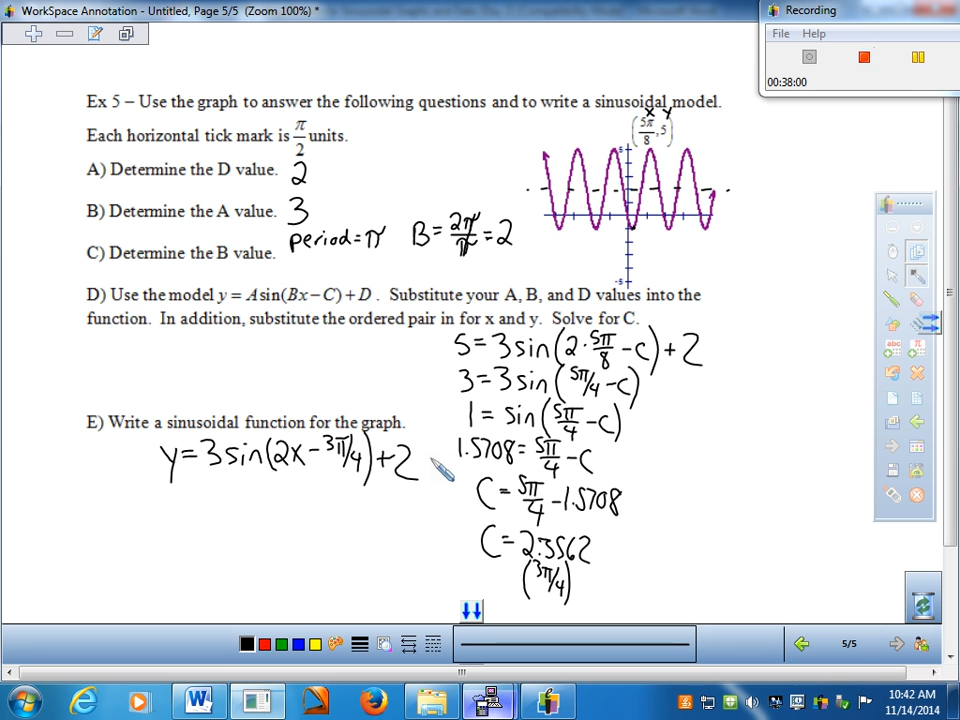 WorkSpace Annotation - Untitled, Page 5/5 (Zoom 100%) *
Recording
File Help
00:38:00
Ex 5 – Use the graph to answer the following questions and to write a sinusoidal model.
Each horizontal tick mark is π/2 units.
x y
(5π/8, 5)
5
-5
A) Determine the D value. 2
B) Determine the A value. 3
period = π B = 2π/π = 2
C) Determine the B value.
D) Use the model y = A sin(Bx − C) + D. Substitute your A, B, and D values into the
function. In addition, substitute the ordered pair in for x and y. Solve for C.
5 = 3 sin(2 · 5π/8 − C) + 2
3 = 3 sin(5π/4 − C)
1 = sin(5π/4 − C)
1.5708 = 5π/4 − C
C = 5π/4 − 1.5708
C = 2.3562
(3π/4)
E) Write a sinusoidal function for the graph.
y = 3 sin(2x − 3π/4) + 2
abc
π
5/5
10:42 AM
11/14/2014